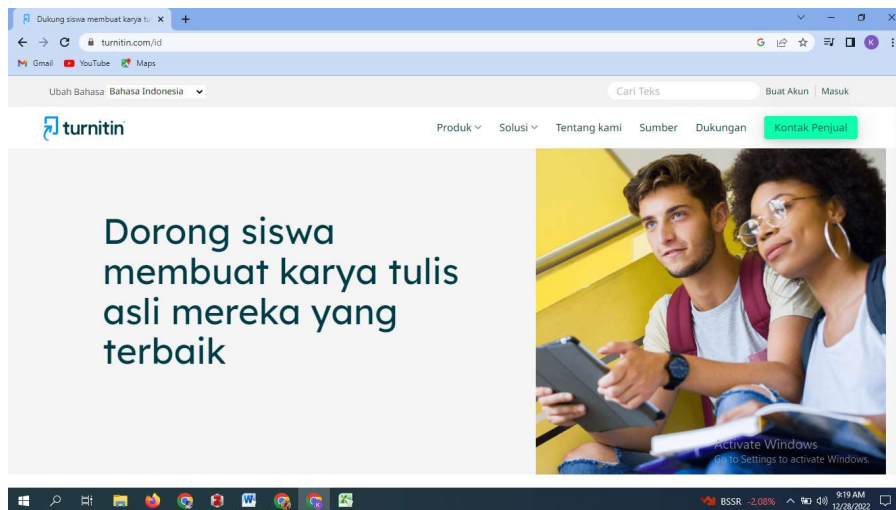 Dukung siswa membuat karya tu
turnitin.com/id
G
K
Gmail YouTube Maps
Ubah Bahasa Bahasa Indonesia
Cari Teks
Buat Akun Masuk
turnitin
Produk Solusi Tentang kami Sumber Dukungan Kontak Penjual
Dorong siswa
membuat karya tulis
asli mereka yang
terbaik
Activate Windows
Go to Settings to activate Windows.
BSSR -2.08%
9:19 AM
12/28/2022